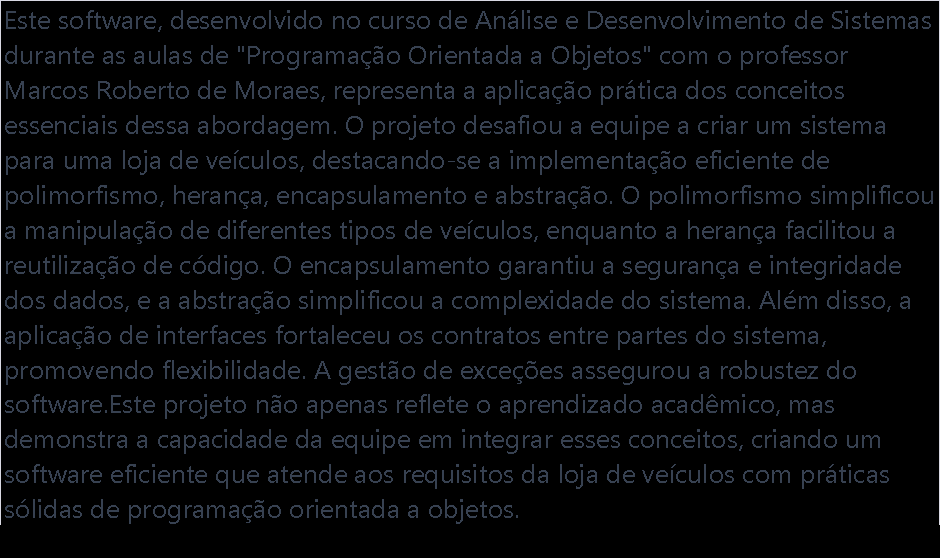 Este software, desenvolvido no curso de Análise e Desenvolvimento de Sistemas
durante as aulas de "Programação Orientada a Objetos" com o professor
Marcos Roberto de Moraes, representa a aplicação prática dos conceitos
essenciais dessa abordagem. O projeto desafiou a equipe a criar um sistema
para uma loja de veículos, destacando-se a implementação eficiente de
polimorfismo, herança, encapsulamento e abstração. O polimorfismo simplificou
a manipulação de diferentes tipos de veículos, enquanto a herança facilitou a
reutilização de código. O encapsulamento garantiu a segurança e integridade
dos dados, e a abstração simplificou a complexidade do sistema. Além disso, a
aplicação de interfaces fortaleceu os contratos entre partes do sistema,
promovendo flexibilidade. A gestão de exceções assegurou a robustez do
software.Este projeto não apenas reflete o aprendizado acadêmico, mas
demonstra a capacidade da equipe em integrar esses conceitos, criando um
software eficiente que atende aos requisitos da loja de veículos com práticas
sólidas de programação orientada a objetos.